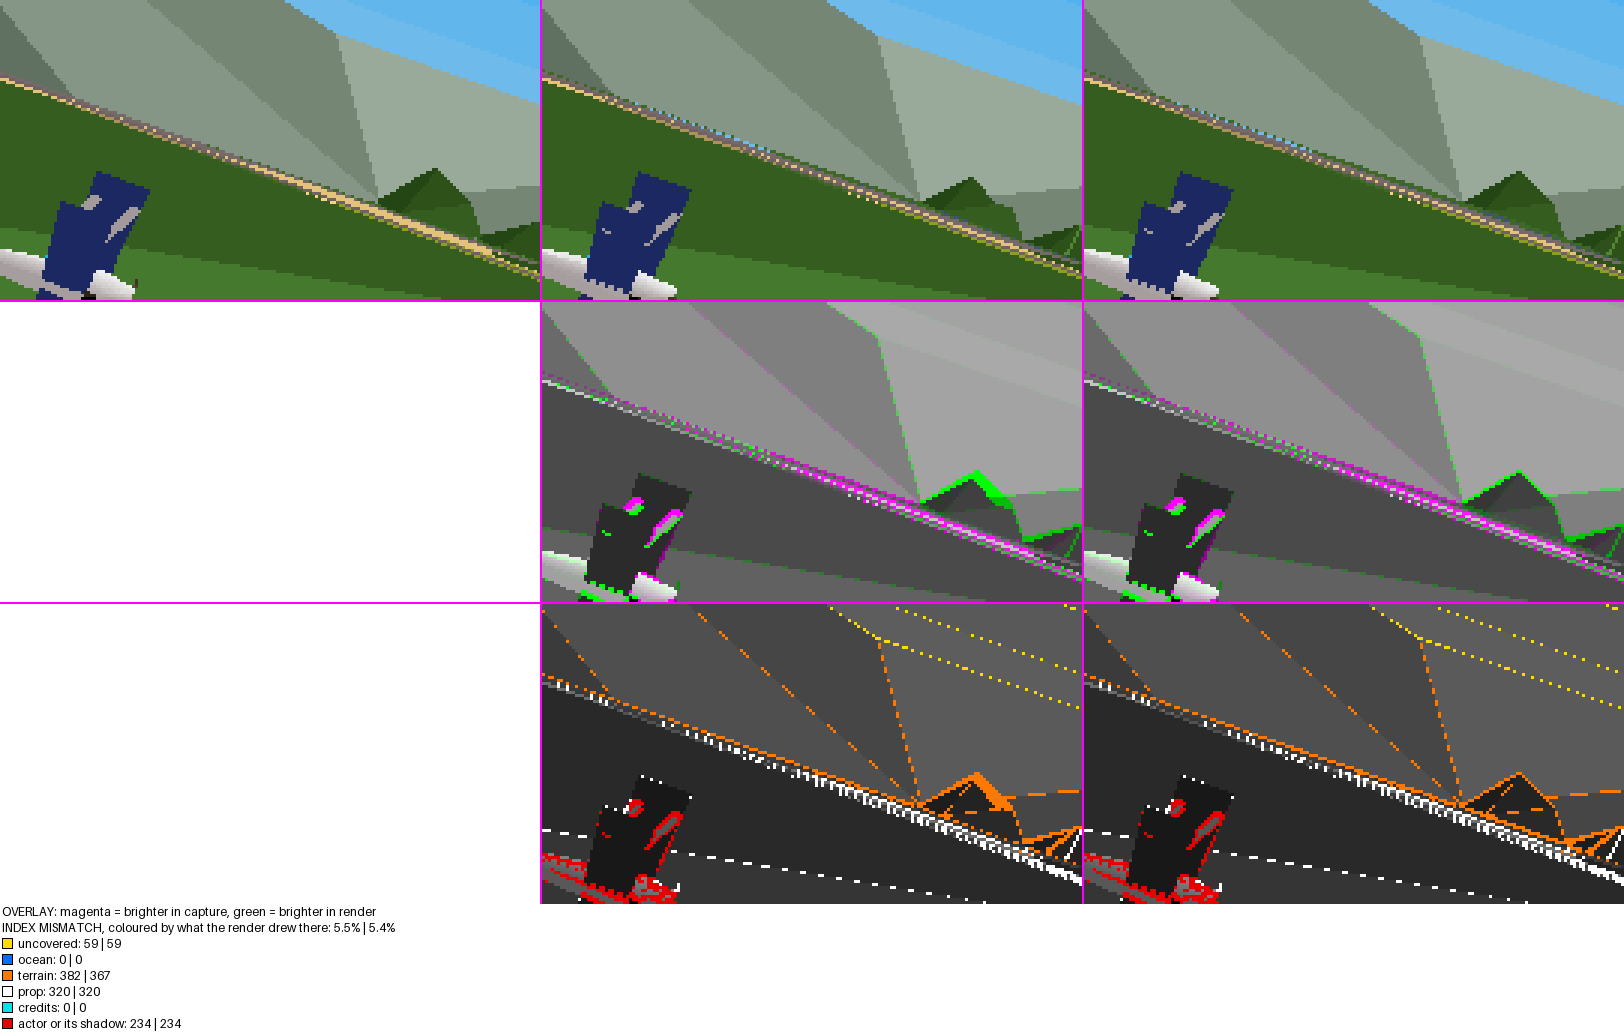 OVERLAY: magenta = brighter in capture, green = brighter in render
INDEX MISMATCH, coloured by what the render drew there: 5.5% | 5.4%
uncovered: 59 | 59
ocean: 0 | 0
terrain: 382 | 367
prop: 320 | 320
credits: 0 | 0
actor or its shadow: 234 | 234